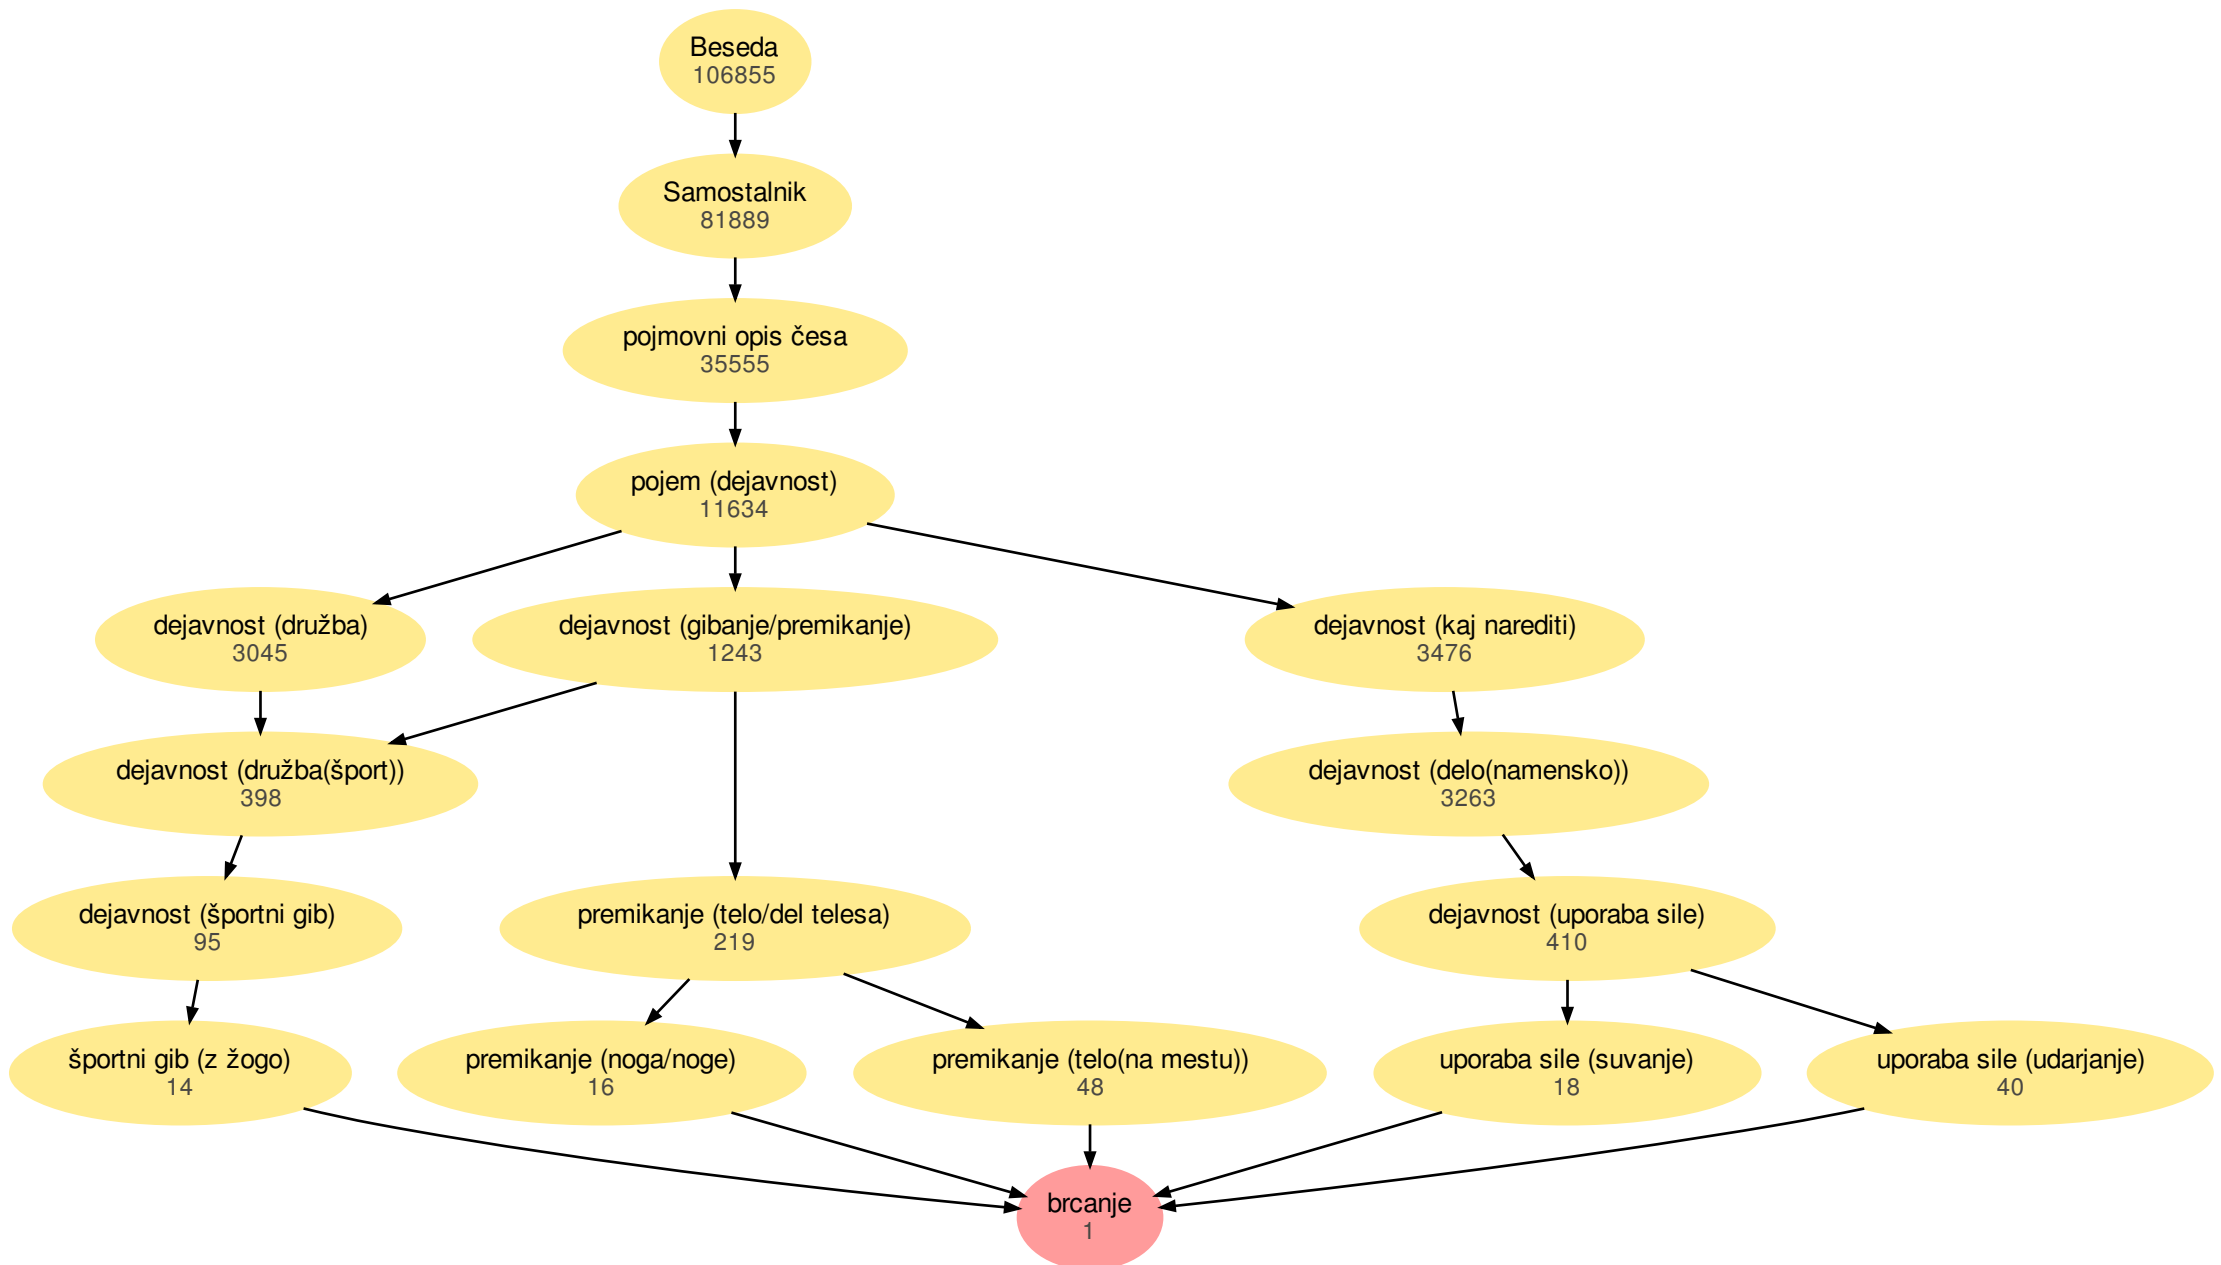 Beseda
106855
Samostalnik
81889
pojmovni opis česa
35555
pojem (dejavnost)
11634
dejavnost (družba)
3045
dejavnost (gibanje/premikanje)
1243
dejavnost (kaj narediti)
3476
dejavnost (družba(šport))
398
dejavnost (delo(namensko))
3263
dejavnost (športni gib)
95
premikanje (telo/del telesa)
219
dejavnost (uporaba sile)
410
športni gib (z žogo)
14
premikanje (noga/noge)
16
premikanje (telo(na mestu))
48
uporaba sile (suvanje)
18
uporaba sile (udarjanje)
40
brcanje
1